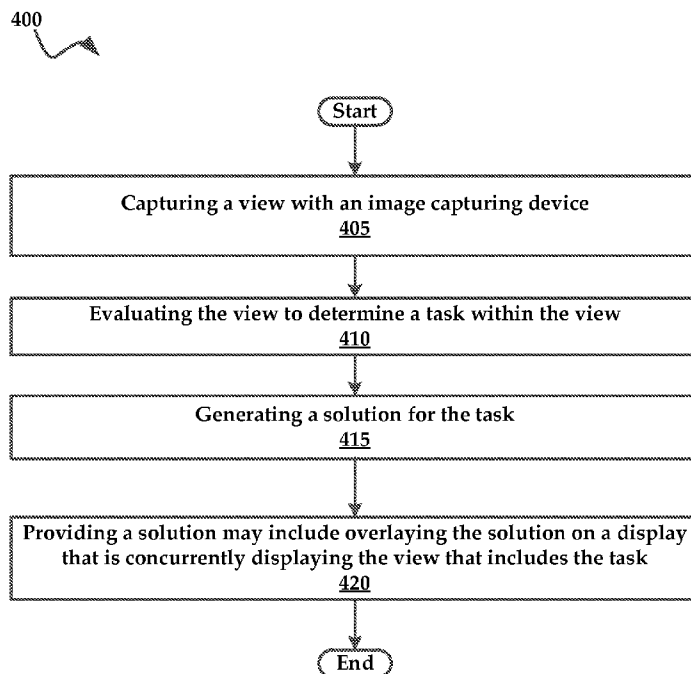 400
Start
Capturing a view with an image capturing device
405
Evaluating the view to determine a task within the view
410
Generating a solution for the task
415
Providing a solution may include overlaying the solution on a display
that is concurrently displaying the view that includes the task
420
End